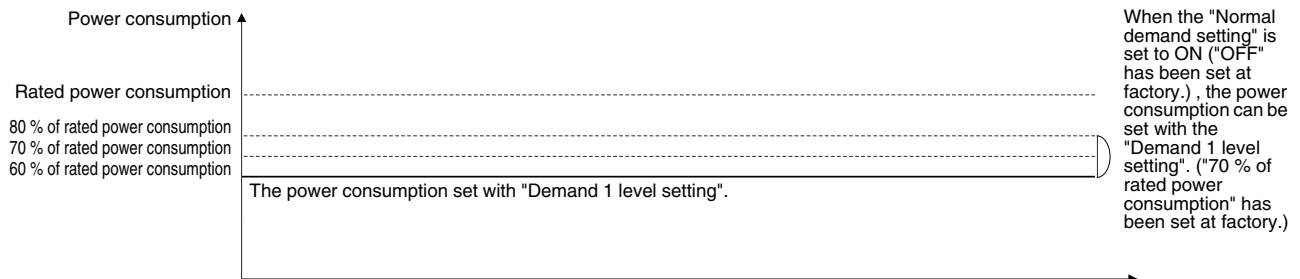 Power consumption
Rated power consumption
80 % of rated power consumption
70 % of rated power consumption
60 % of rated power consumption
The power consumption set with "Demand 1 level setting".
When the "Normal
demand setting" is
set to ON ("OFF"
has been set at
factory.) , the power
consumption can be
set with the
"Demand 1 level
setting". ("70 % of
rated power
consumption" has
been set at factory.)